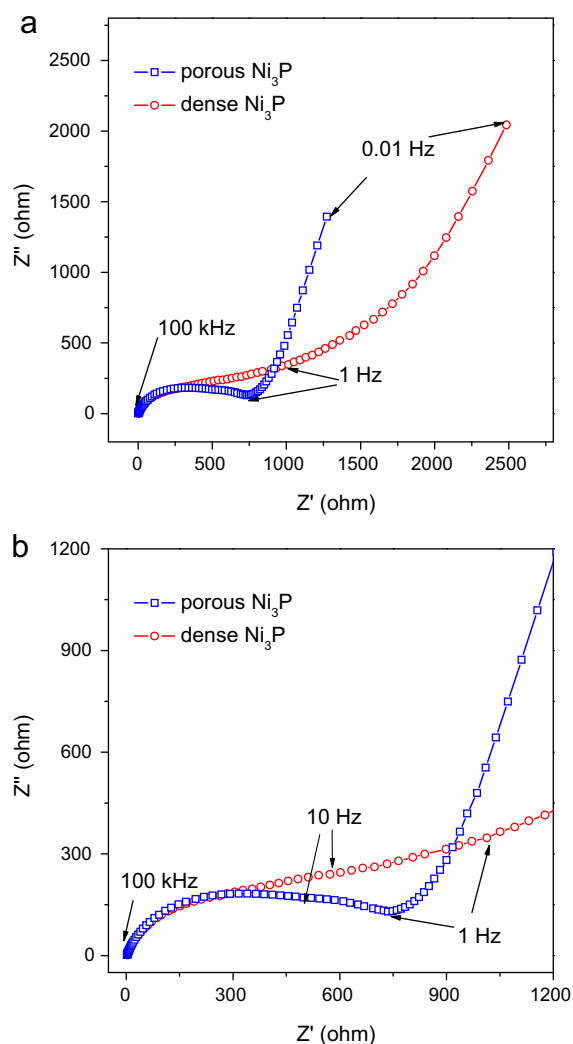 a
2500
2000
1500
1000
500
0
Z'' (ohm)
porous Ni₃P
dense Ni₃P
0.01 Hz
100 kHz
1 Hz
0 500 1000 1500 2000 2500
Z' (ohm)
b
1200
900
600
300
0
Z'' (ohm)
porous Ni₃P
dense Ni₃P
10 Hz
100 kHz
1 Hz
0 300 600 900 1200
Z' (ohm)